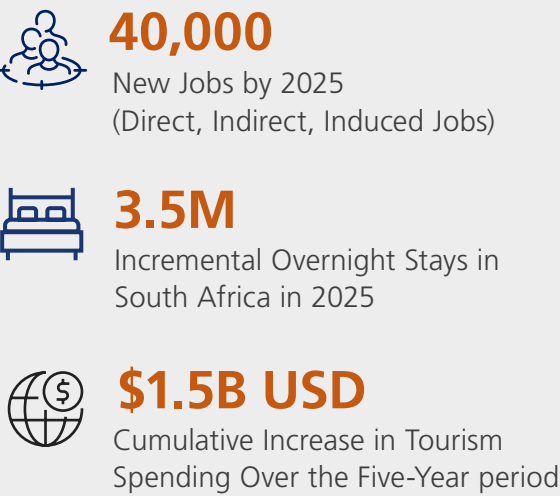 40,000
New Jobs by 2025
(Direct, Indirect, Induced Jobs)
3.5M
Incremental Overnight Stays in
South Africa in 2025
$
$1.5B USD
Cumulative Increase in Tourism
Spending Over the Five-Year period